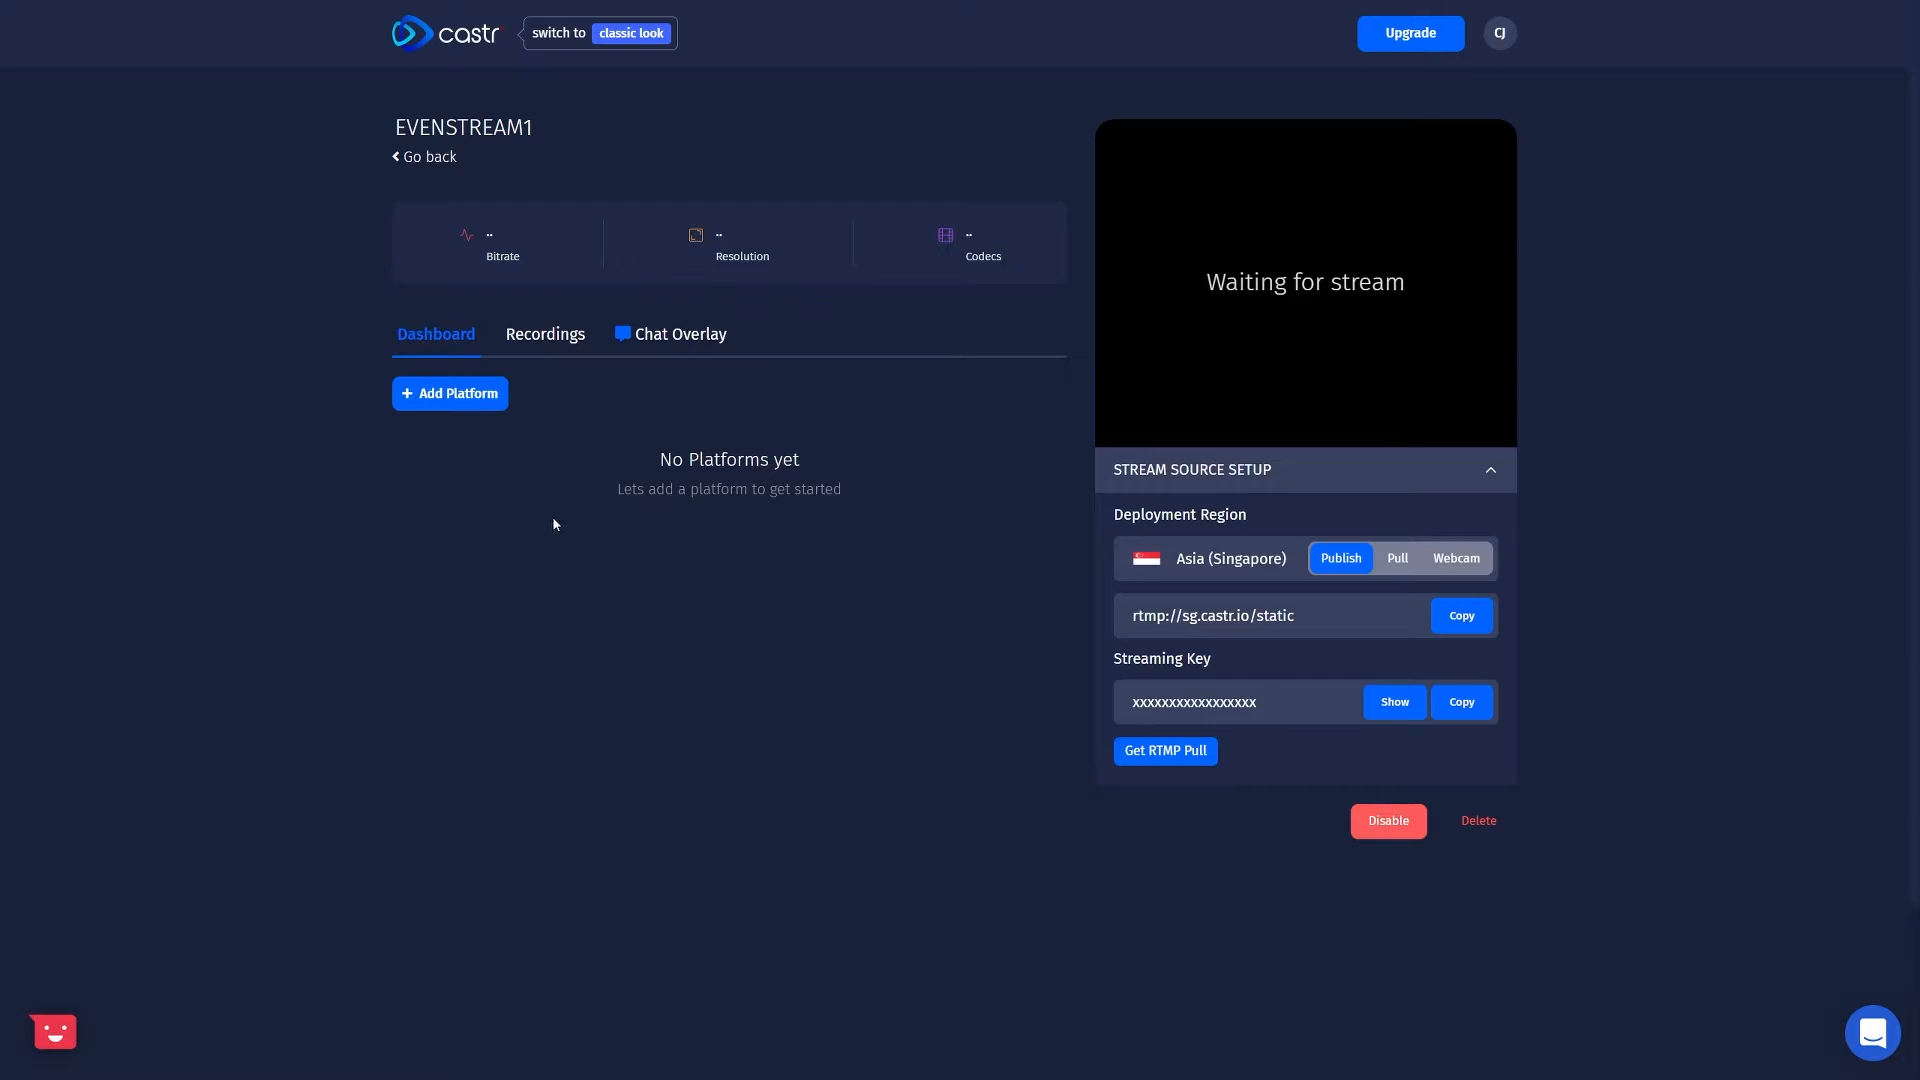 castr
switch to classic look
Upgrade
CJ
EVENSTREAM1
Go back
--
Bitrate
--
Resolution
--
Codecs
Dashboard
Recordings
Chat Overlay
+ Add Platform
No Platforms yet
Lets add a platform to get started
Waiting for stream
STREAM SOURCE SETUP
Deployment Region
Asia (Singapore)
Publish
Pull
Webcam
rtmp://sg.castr.io/static
Copy
Streaming Key
xxxxxxxxxxxxxxxxx
Show
Copy
Get RTMP Pull
Disable
Delete